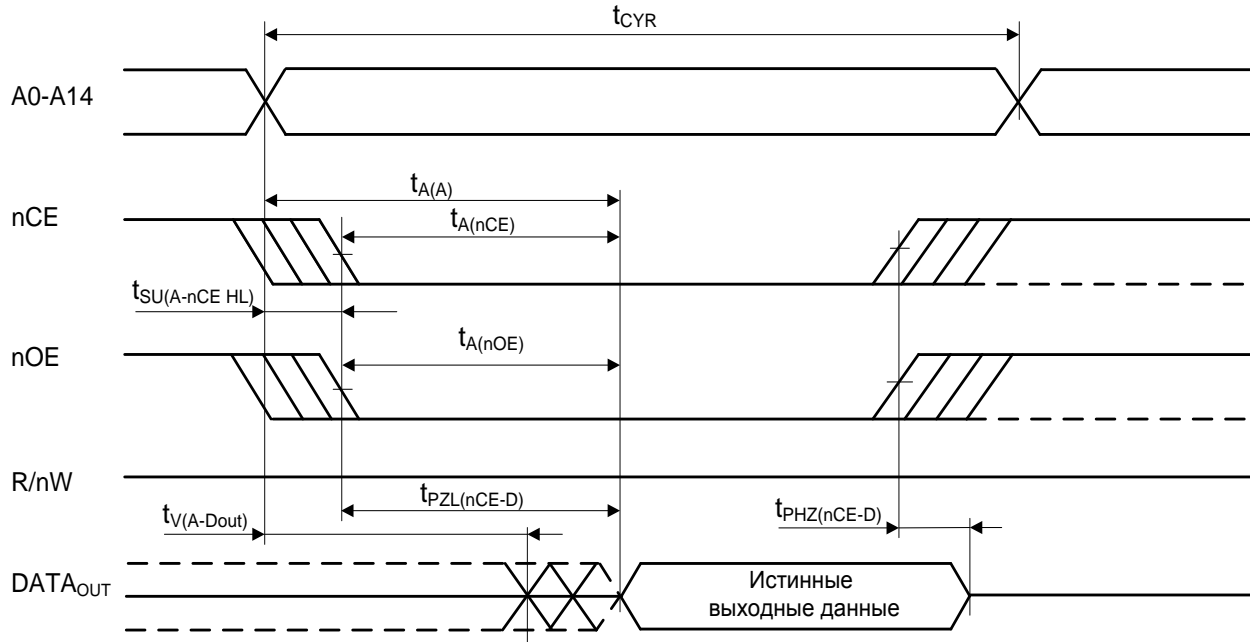 tCYR
A0-A14
tA(A)
nCE
tA(nCE)
tSU(A-nCE HL)
tA(nOE)
nOE
R/nW
tPZL(nCE-D)
tV(A-Dout)
tPHZ(nCE-D)
DATAOUT
Истинные
выходные данные